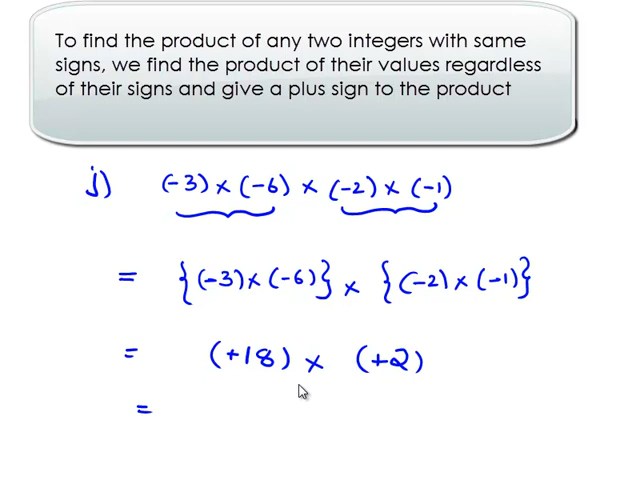 To find the product of any two integers with same
signs, we find the product of their values regardless
of their signs and give a plus sign to the product
j) (-3) × (-6) × (-2) × (-1)
= {(-3) × (-6)} × {(-2) × (-1)}
= (+18) × (+2)
=